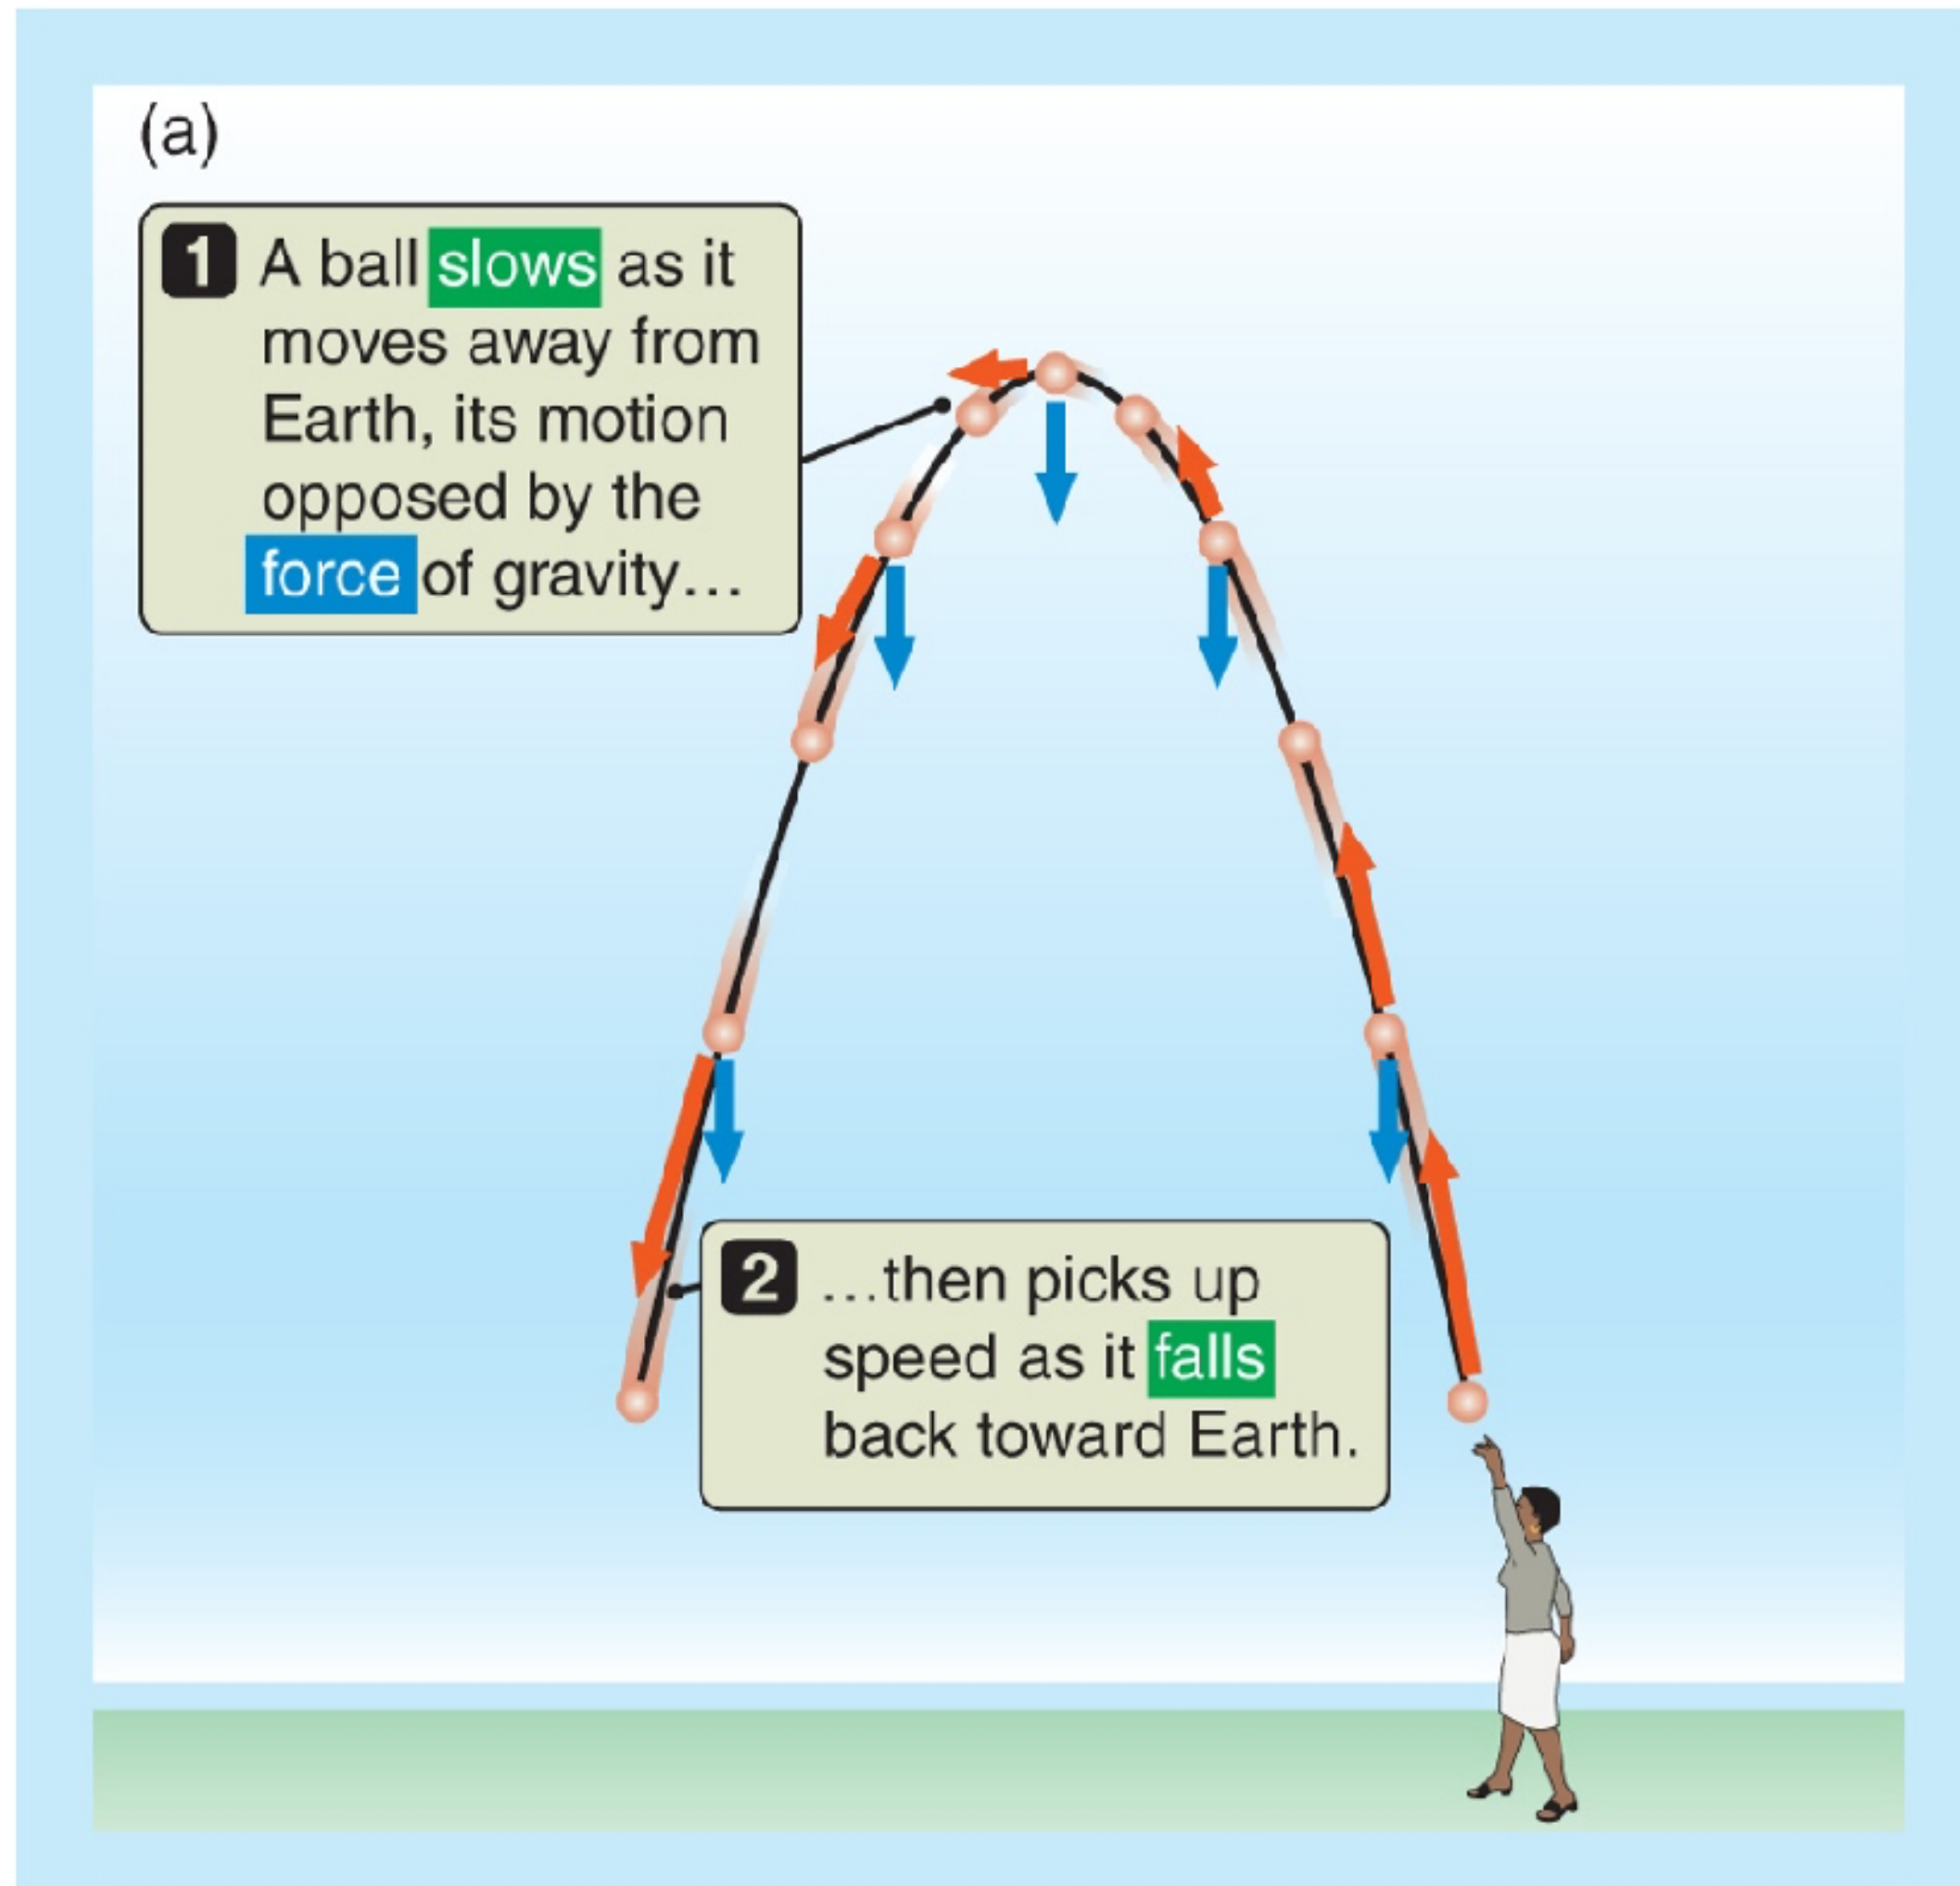 (a)
1 A ball slows as it
moves away from
Earth, its motion
opposed by the
force of gravity…
2 …then picks up
speed as it falls
back toward Earth.